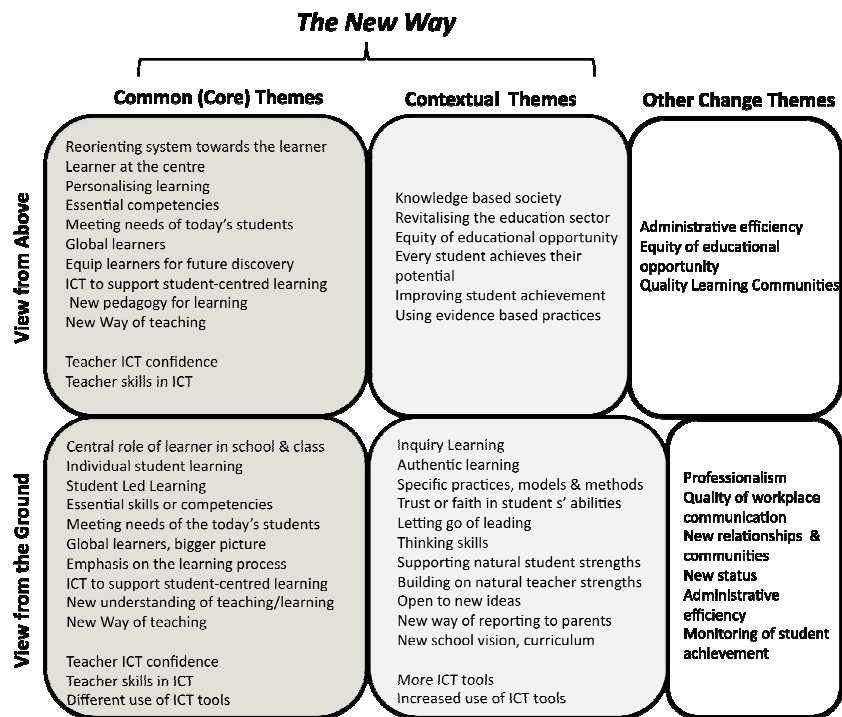 The New Way
Common (Core) Themes
Contextual Themes
Other Change Themes
View from Above
Reorienting system towards the learner
Learner at the centre
Personalising learning
Essential competencies
Meeting needs of today's students
Global learners
Equip learners for future discovery
ICT to support student-centred learning
New pedagogy for learning
New Way of teaching
Teacher ICT confidence
Teacher skills in ICT
Knowledge based society
Revitalising the education sector
Equity of educational opportunity
Every student achieves their
potential
Improving student achievement
Using evidence based practices
Administrative efficiency
Equity of educational
opportunity
Quality Learning Communities
View from the Ground
Central role of learner in school & class
Individual student learning
Student Led Learning
Essential skills or competencies
Meeting needs of the today's students
Global learners, bigger picture
Emphasis on the learning process
ICT to support student-centred learning
New understanding of teaching/learning
New Way of teaching
Teacher ICT confidence
Teacher skills in ICT
Different use of ICT tools
Inquiry Learning
Authentic learning
Specific practices, models & methods
Trust or faith in student s' abilities
Letting go of leading
Thinking skills
Supporting natural student strengths
Building on natural teacher strengths
Open to new ideas
New way of reporting to parents
New school vision, curriculum
More ICT tools
Increased use of ICT tools
Professionalism
Quality of workplace
communication
New relationships &
communities
New status
Administrative
efficiency
Monitoring of student
achievement